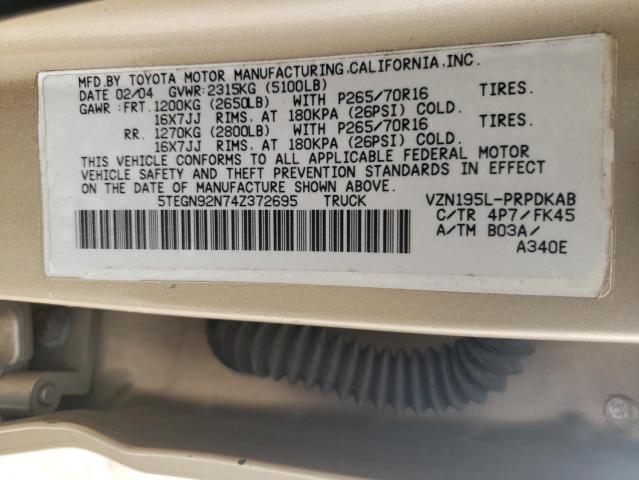 MFD.BY TOYOTA MOTOR MANUFACTURING,CALIFORNIA,INC.
DATE 02/04 GVWR:2315KG (5100LB)
GAWR:FRT.1200KG (2650LB) WITH P265/70R16 TIRES.
16X7JJ RIMS, AT 180KPA (26PSI) COLD.
RR. 1270KG (2800LB) WITH P265/70R16 TIRES.
16X7JJ RIMS, AT 180KPA (26PSI) COLD.
THIS VEHICLE CONFORMS TO ALL APPLICABLE FEDERAL MOTOR
VEHICLE SAFETY AND THEFT PREVENTION STANDARDS IN EFFECT
ON THE DATE OF MANUFACTURE SHOWN ABOVE.
5TEGN92N74Z372695 TRUCK VZN195L-PRPDKAB
C/TR 4P7/FK45
A/TM B03A/
A340E